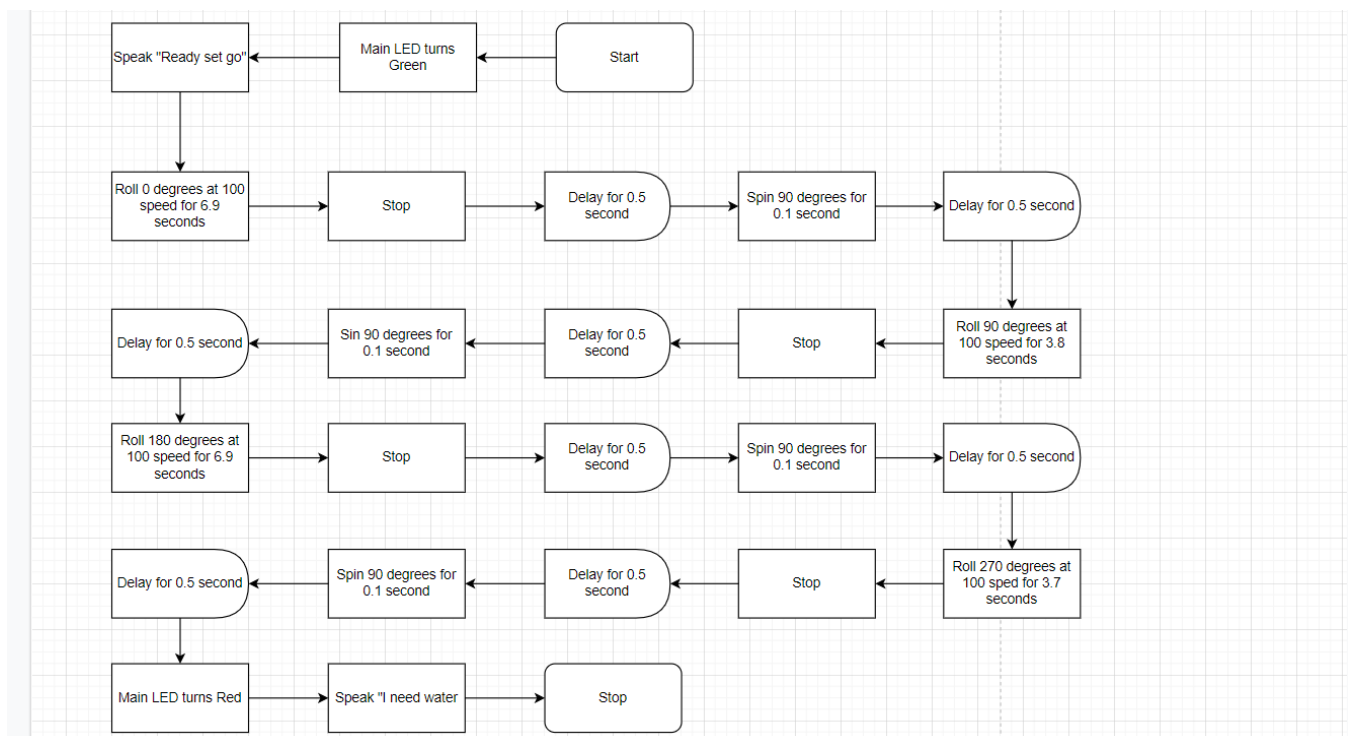 Start
Main LED turns
Green
Speak "Ready set go"
Roll 0 degrees at 100
speed for 6.9
seconds
Stop
Delay for 0.5
second
Spin 90 degrees for
0.1 second
Delay for 0.5 second
Roll 90 degrees at
100 speed for 3.8
seconds
Stop
Delay for 0.5
second
Sin 90 degrees for
0.1 second
Delay for 0.5 second
Roll 180 degrees at
100 speed for 6.9
seconds
Stop
Delay for 0.5
second
Spin 90 degrees for
0.1 second
Delay for 0.5 second
Roll 270 degrees at
100 sped for 3.7
seconds
Stop
Delay for 0.5
second
Spin 90 degrees for
0.1 second
Delay for 0.5 second
Main LED turns Red
Speak "I need water
Stop